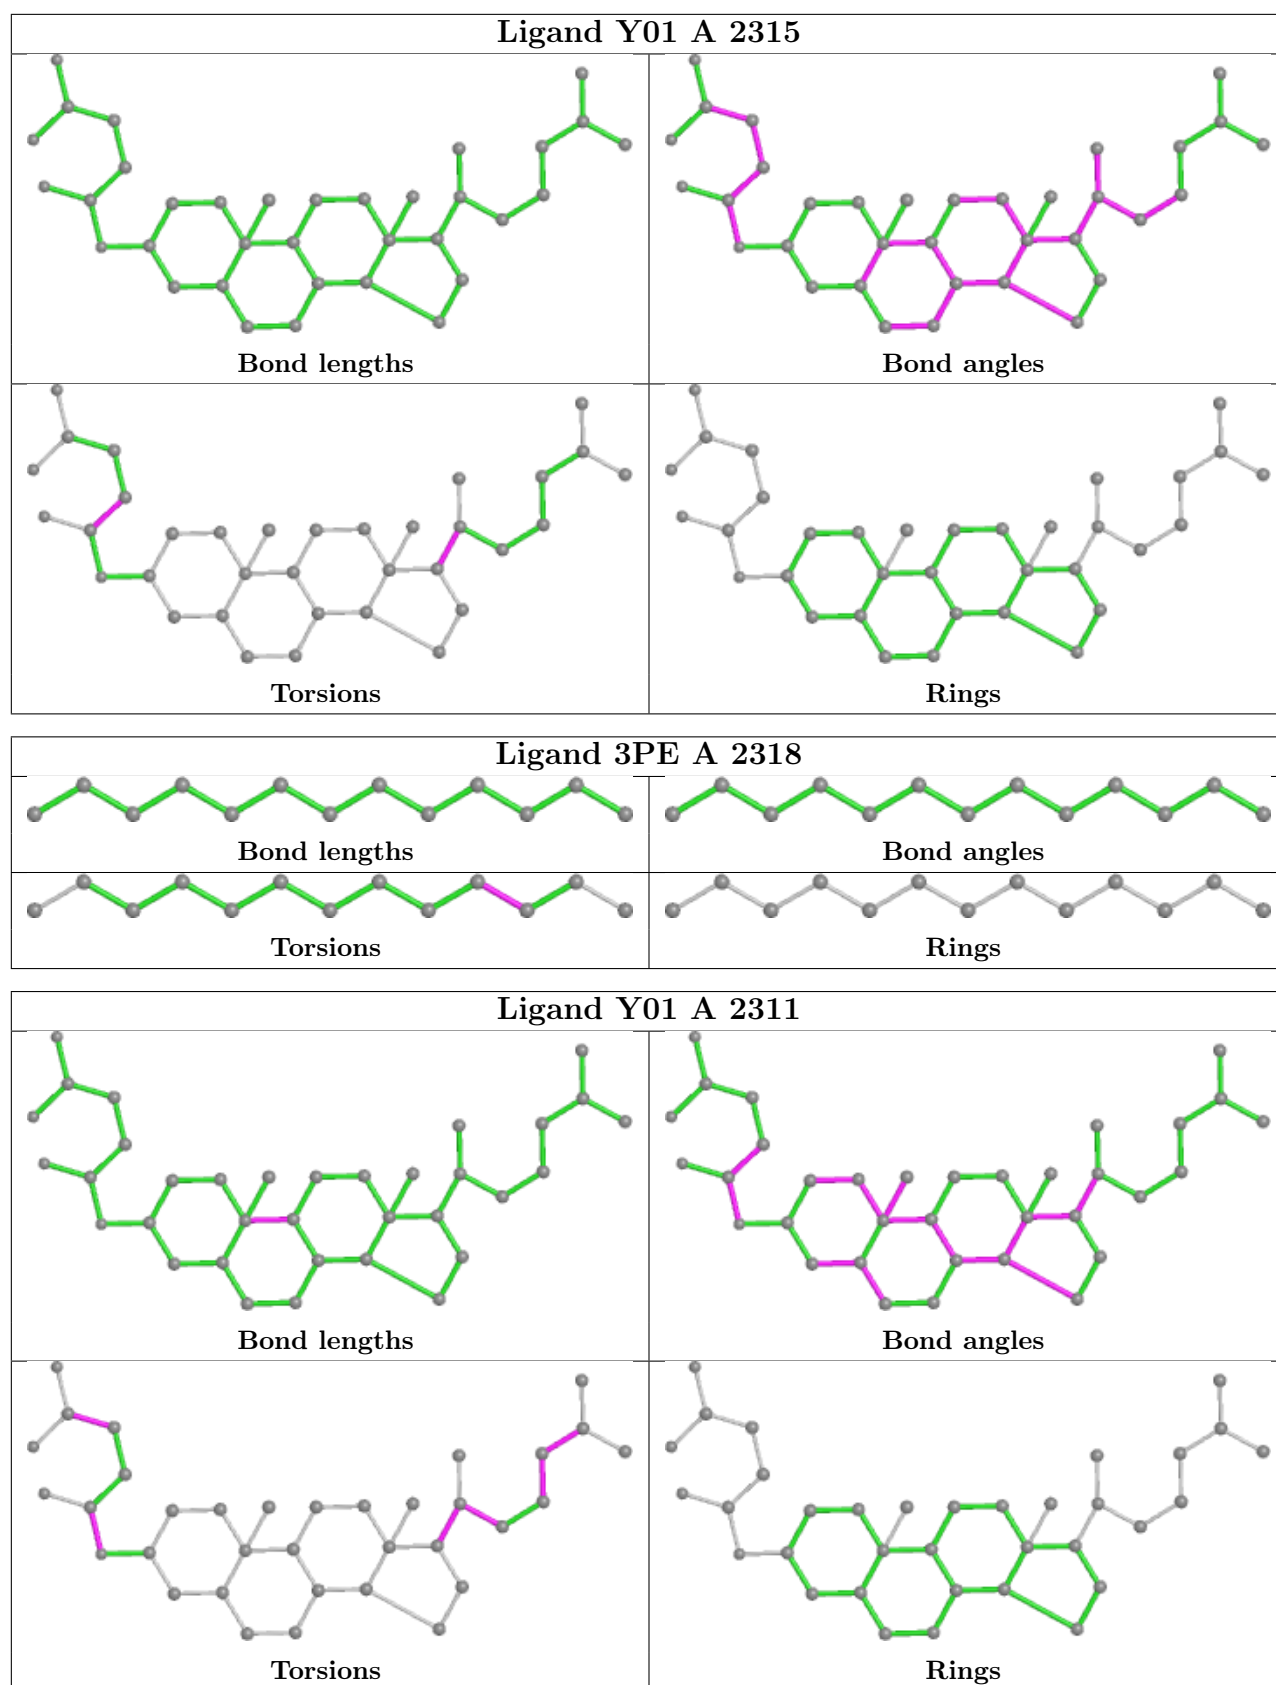 Ligand Y01 A 2315
Bond lengths
Bond angles
Torsions
Rings
Ligand 3PE A 2318
Bond lengths
Bond angles
Torsions
Rings
Ligand Y01 A 2311
Bond lengths
Bond angles
Torsions
Rings